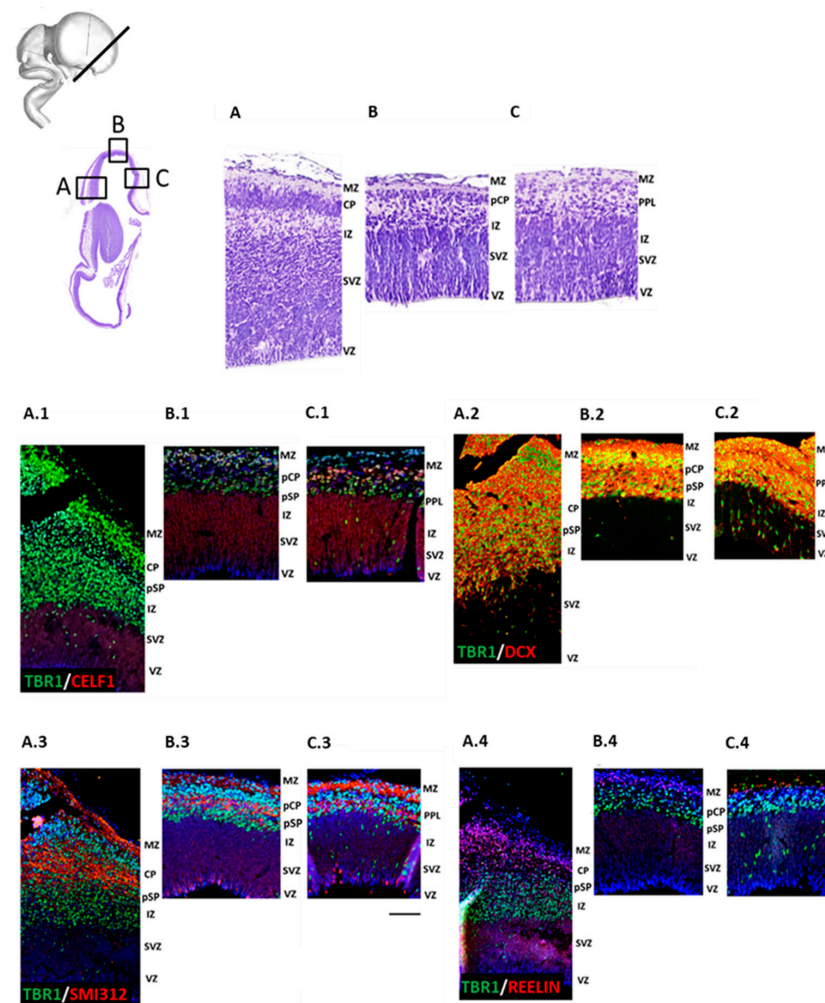 A B C
B
A C
MZ
CP
IZ
SVZ
VZ
MZ
pCP
IZ
SVZ
VZ
MZ
PPL
IZ
SVZ
VZ
A.1 B.1 C.1
MZ
CP
pSP
IZ
SVZ
VZ
TBR1/CELF1
MZ
pCP
pSP
IZ
SVZ
VZ
MZ
PPL
IZ
SVZ
VZ
A.2 B.2 C.2
MZ
CP
pSP
IZ
SVZ
VZ
TBR1/DCX
MZ
pCP
pSP
IZ
SVZ
VZ
IZ
A.3 B.3 C.3
MZ
CP
pSP
IZ
SVZ
VZ
TBR1/SMI312
MZ
pCP
pSP
IZ
SVZ
VZ
MZ
PPL
IZ
SVZ
VZ
A.4 B.4 C.4
MZ
CP
pSP
IZ
SVZ
VZ
TBR1/REELIN
MZ
pCP
pSP
IZ
SVZ
VZ